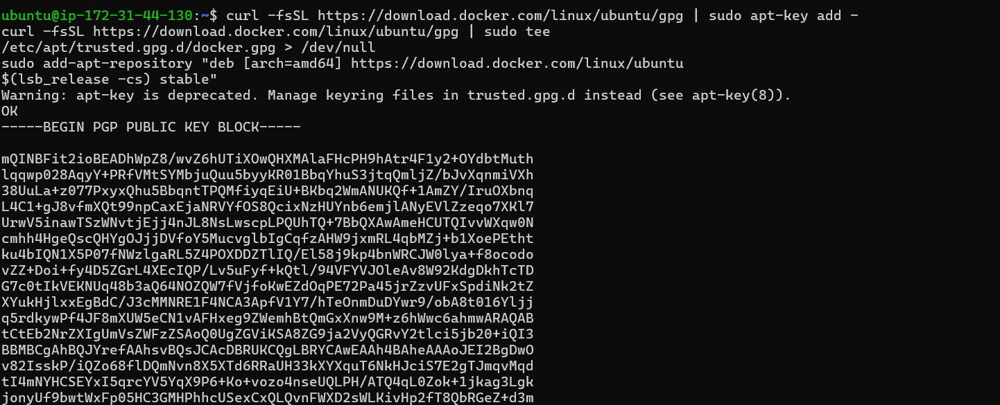 ubuntu@ip-172-31-44-130:~$ curl -fsSL https://download.docker.com/linux/ubuntu/gpg | sudo apt-key add -
curl -fsSL https://download.docker.com/linux/ubuntu/gpg | sudo tee
/etc/apt/trusted.gpg.d/docker.gpg > /dev/null
sudo add-apt-repository "deb [arch=amd64] https://download.docker.com/linux/ubuntu
$(lsb_release -cs) stable"
Warning: apt-key is deprecated. Manage keyring files in trusted.gpg.d instead (see apt-key(8)).
OK
-----BEGIN PGP PUBLIC KEY BLOCK-----

mQINBFit2ioBEADhWpZ8/wvZ6hUTiXOwQHXMAlaFHcPH9hAtr4F1y2+OYdbtMuth
lqqwp028AqyY+PRfVMtSYMbjuQuu5byyKR01BbqYhuS3jtqQmljZ/bJvXqnmiVXh
38UuLa+z077PxyxQhu5BbqntTPQMfiyqEiU+BKbq2WmANUKQf+1AmZY/IruOXbnq
L4C1+gJ8vfmXQt99npCaxEjaNRVYfOS8QcixNzHUYnb6emjlANyEVlZzeqo7XKl7
UrwV5inawTSzWNvtjEjj4nJL8NsLwscpLPQUhTQ+7BbQXAwAmeHCUTQIvvWXqw0N
cmhh4HgeQscQHYgOJjjDVfoY5MucvglbIgCqfzAHW9jxmRL4qbMZj+b1XoePEtht
ku4bIQN1X5P07fNWzlgaRL5Z4POXDDZTlIQ/El58j9kp4bnWRCJW0lya+f8ocodo
vZZ+Doi+fy4D5ZGrL4XEcIQP/Lv5uFyf+kQtl/94VFYVJOleAv8W92KdgDkhTcTD
G7c0tIkVEKNUq48b3aQ64NOZQW7fVjfoKwEZdOqPE72Pa45jrZzvUFxSpdiNk2tZ
XYukHjlxxEgBdC/J3cMMNRE1F4NCA3ApfV1Y7/hTeOnmDuDYwr9/obA8t016Yljj
q5rdkywPf4JF8mXUW5eCN1vAFHxeg9ZWemhBtQmGxXnw9M+z6hWwc6ahmwARAQAB
tCtEb2NrZXIgUmVsZWFzZSAoQ0UgZGViKSA8ZG9ja2VyQGRvY2tlci5jb20+iQI3
BBMBCgAhBQJYrefAAhsvBQsJCAcDBRUKCQgLBRYCAwEAAh4BAheAAAoJEI2BgDwO
v82IsskP/iQZo68flDQmNvn8X5XTd6RRaUH33kXYXquT6NkHJciS7E2gTJmqvMqd
tI4mNYHCSEYxI5qrcYV5YqX9P6+Ko+vozo4nseUQLPH/ATQ4qL0Zok+1jkag3Lgk
jonyUf9bwtWxFp05HC3GMHPhhcUSexCxQLQvnFWXD2sWLKivHp2fT8QbRGeZ+d3m